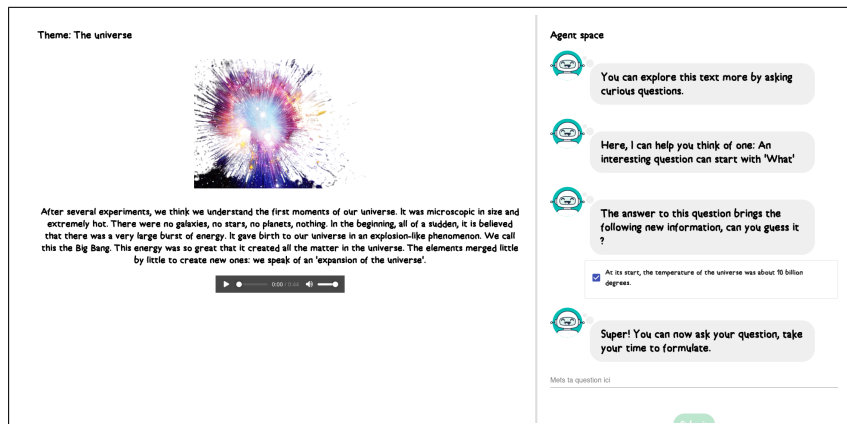 Theme: The universe
After several experiments, we think we understand the first moments of our universe. It was microscopic in size and
extremely hot. There were no galaxies, no stars, no planets, nothing. In the beginning, all of a sudden, it is believed
that there was a very large burst of energy. It gave birth to our universe in an explosion-like phenomenon. We call
this the Big Bang. This energy was so great that it created all the matter in the universe. The elements merged little
by little to create new ones: we speak of an 'expansion of the universe'.
0:00 / 0:44
Agent space
You can explore this text more by asking
curious questions.
Here, I can help you think of one: An
interesting question can start with 'What'
The answer to this question brings the
following new information, can you guess it
?
At its start, the temperature of the universe was about 10 billion
degrees.
Super! You can now ask your question, take
your time to formulate.
Mets ta question ici